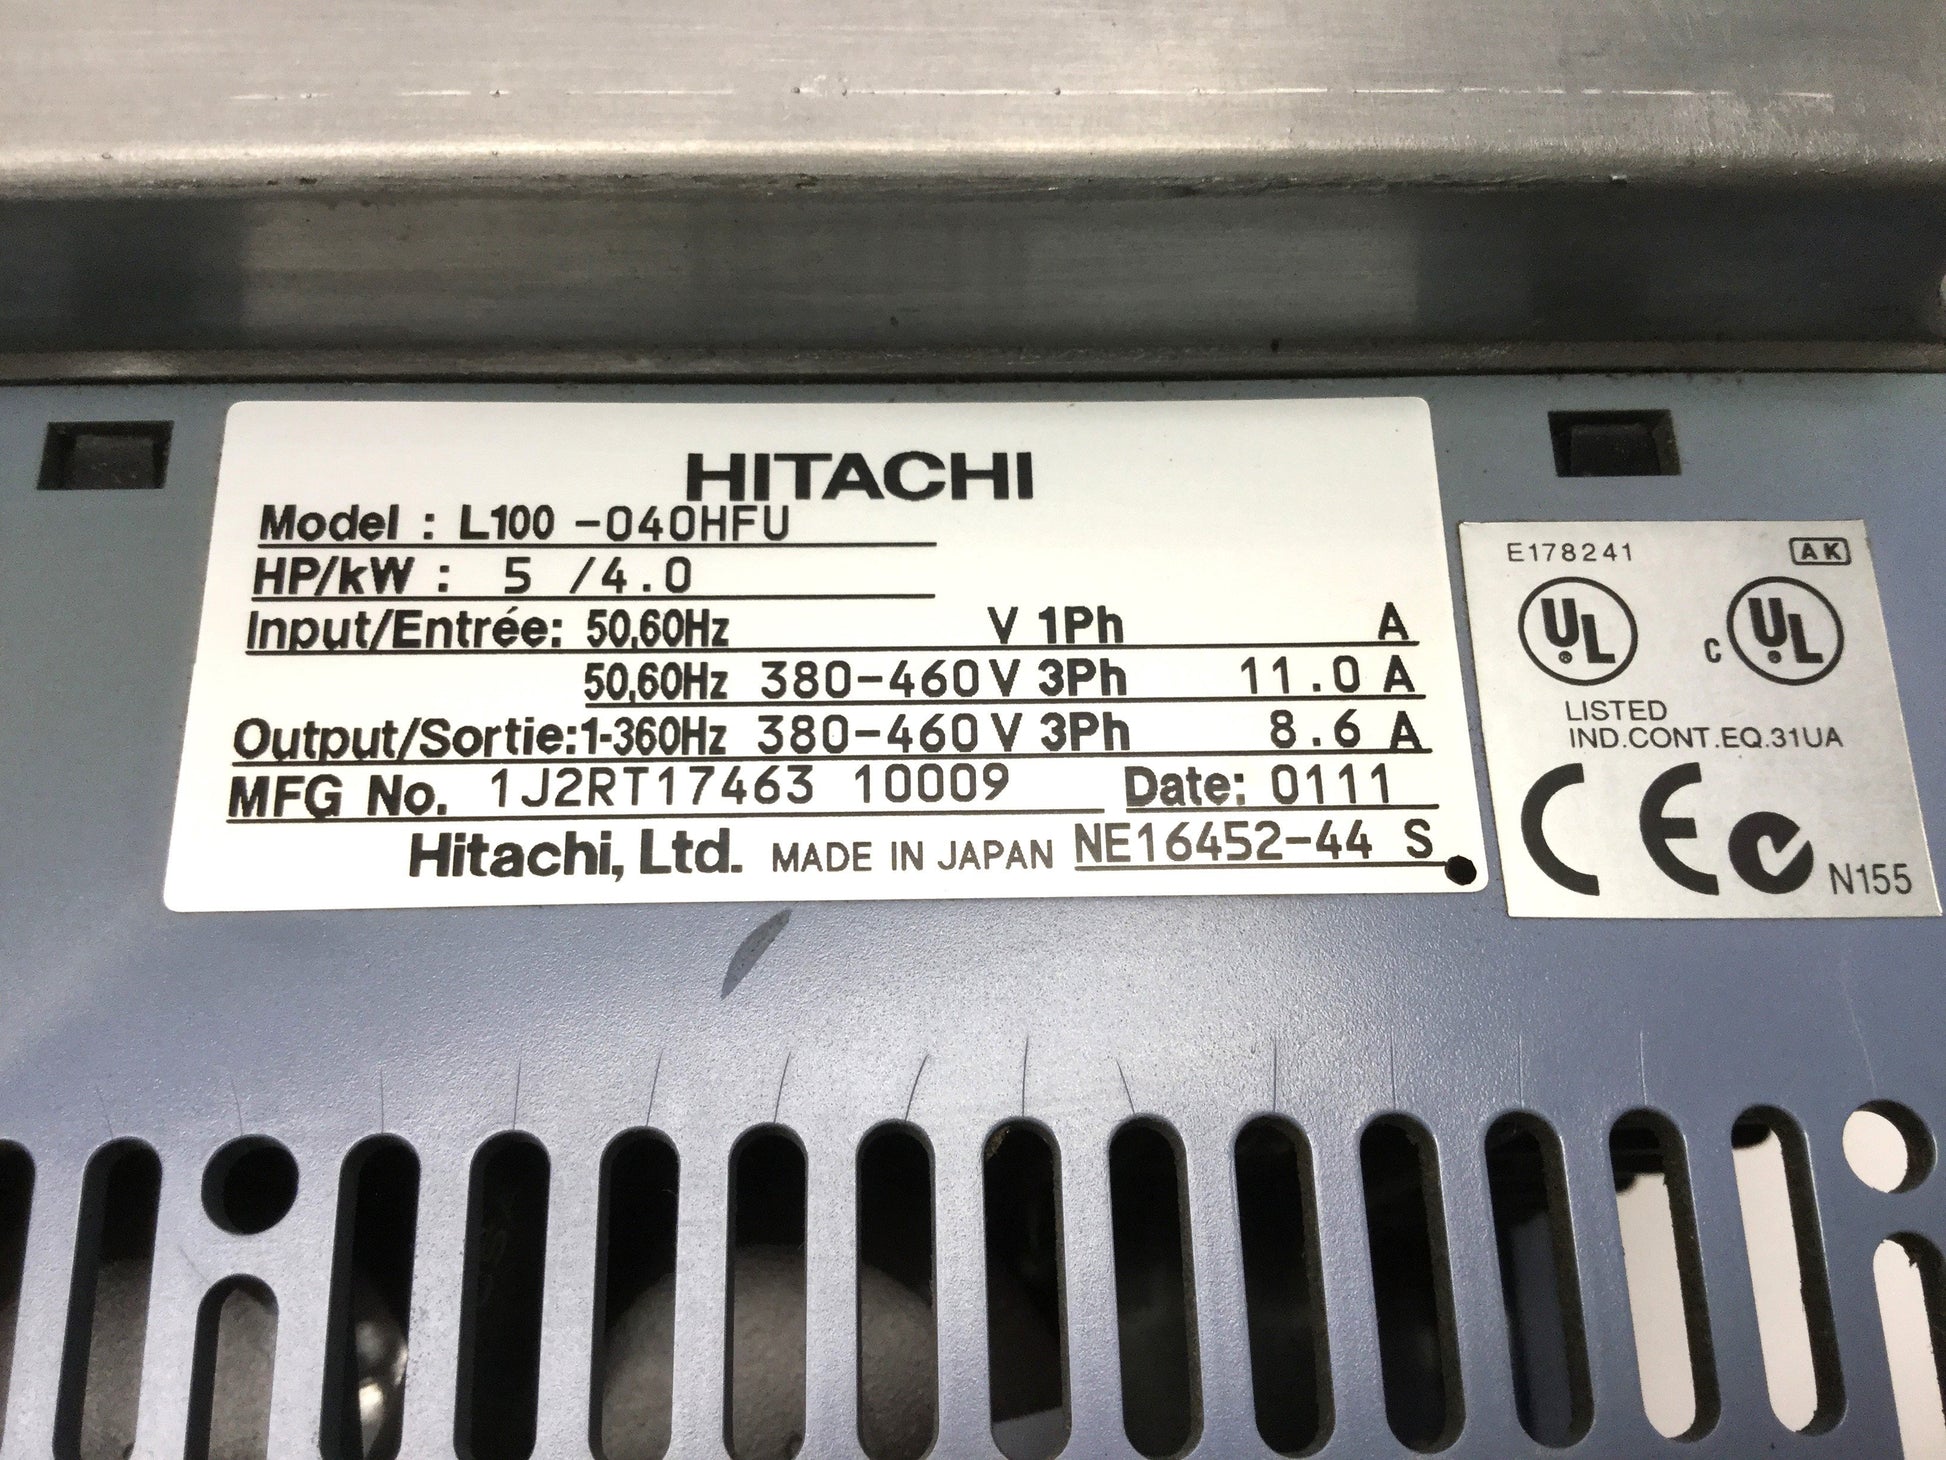 HITACHI
Model : L100 -040HFU
HP/kW : 5 /4.0
Input/Entrée: 50,60Hz V 1Ph A
50,60Hz 380-460V 3Ph 11.0 A
Output/Sortie:1-360Hz 380-460V 3Ph 8.6 A
MFG No. 1J2RT17463 10009 Date: 0111
Hitachi, Ltd. MADE IN JAPAN NE16452-44 S
E178241 AK
UL c UL
LISTED
IND.CONT.EQ.31UA
CE N155